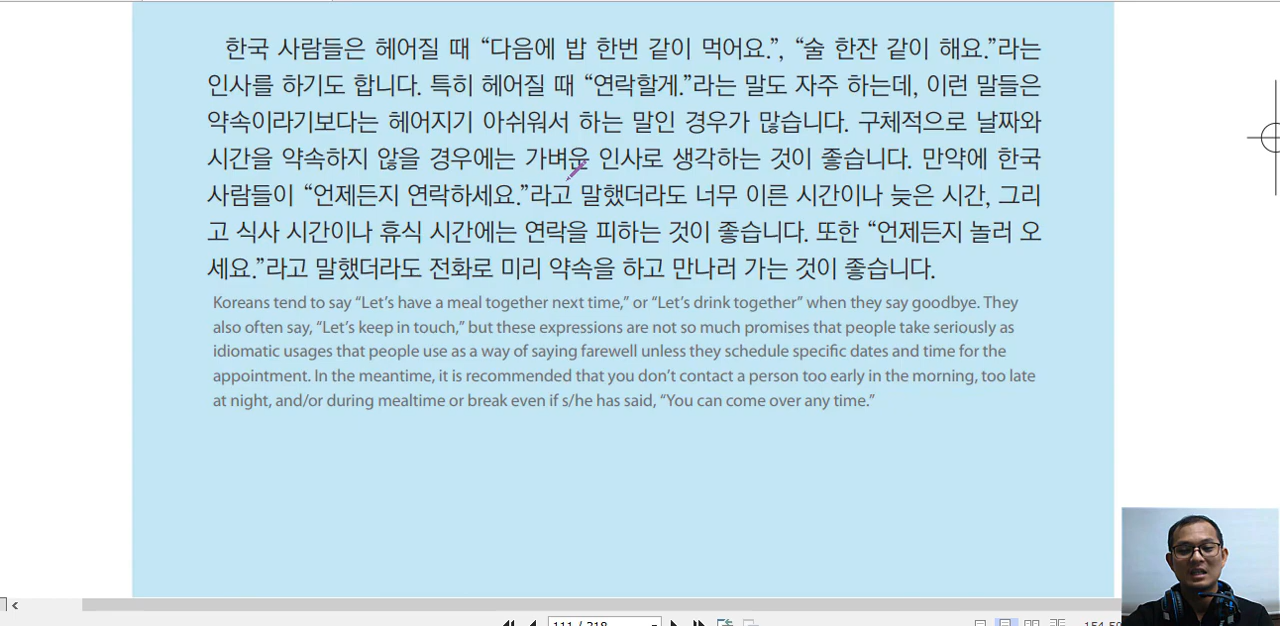 한국 사람들은 헤어질 때 “다음에 밥 한번 같이 먹어요.”, “술 한잔 같이 해요.”라는
인사를 하기도 합니다. 특히 헤어질 때 “연락할게.”라는 말도 자주 하는데, 이런 말들은
약속이라기보다는 헤어지기 아쉬워서 하는 말인 경우가 많습니다. 구체적으로 날짜와
시간을 약속하지 않을 경우에는 가벼운 인사로 생각하는 것이 좋습니다. 만약에 한국
사람들이 “언제든지 연락하세요.”라고 말했더라도 너무 이른 시간이나 늦은 시간, 그리
고 식사 시간이나 휴식 시간에는 연락을 피하는 것이 좋습니다. 또한 “언제든지 놀러 오
세요.”라고 말했더라도 전화로 미리 약속을 하고 만나러 가는 것이 좋습니다.
Koreans tend to say “Let’s have a meal together next time,” or “Let’s drink together” when they say goodbye. They
also often say, “Let’s keep in touch,” but these expressions are not so much promises that people take seriously as
idiomatic usages that people use as a way of saying farewell unless they schedule specific dates and time for the
appointment. In the meantime, it is recommended that you don’t contact a person too early in the morning, too late
at night, and/or during mealtime or break even if s/he has said, “You can come over any time.”
111 / 218